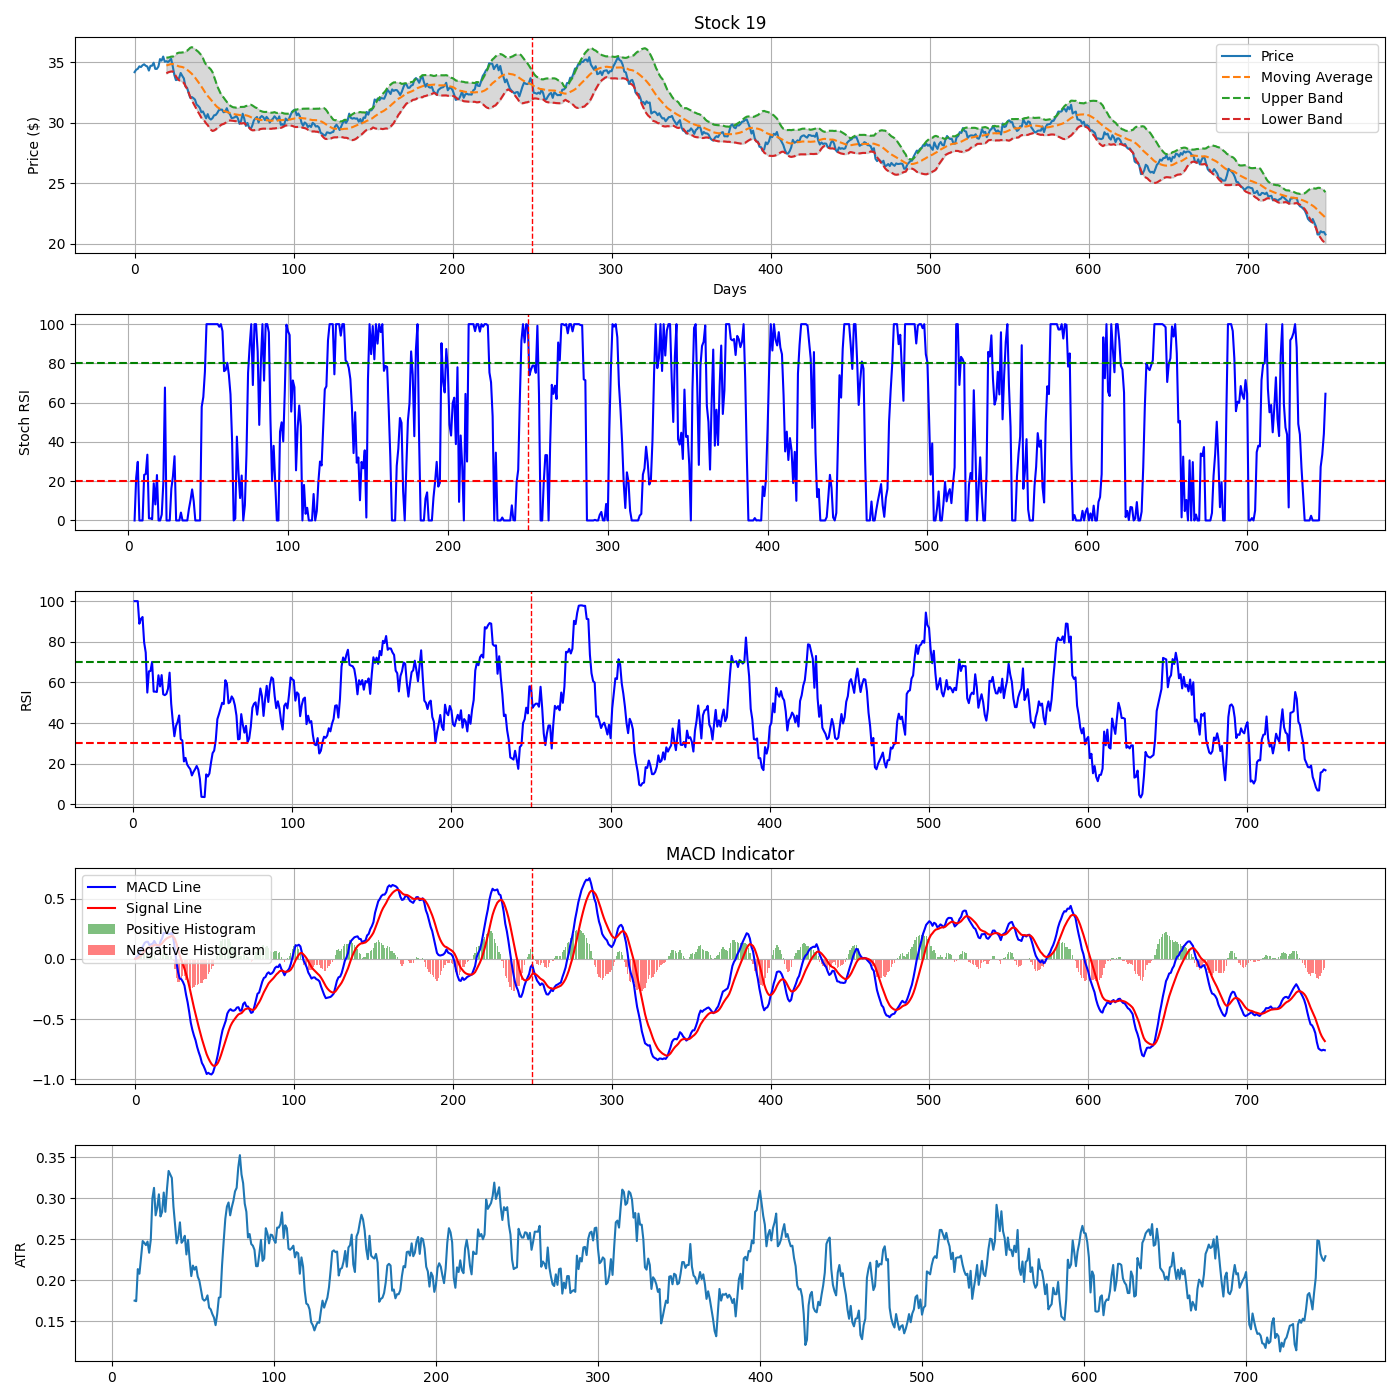 Stock 19
35
30
25
20
Price ($)
0 100 200 300 400 500 600 700
Days
Price
Moving Average
Upper Band
Lower Band
100
80
60
40
20
0
Stoch RSI
0 100 200 300 400 500 600 700
100
80
60
40
20
0
RSI
0 100 200 300 400 500 600 700
MACD Indicator
0.5
0.0
−0.5
−1.0
MACD Line
Signal Line
Positive Histogram
Negative Histogram
0 100 200 300 400 500 600 700
0.35
0.30
0.25
0.20
0.15
ATR
0 100 200 300 400 500 600 700